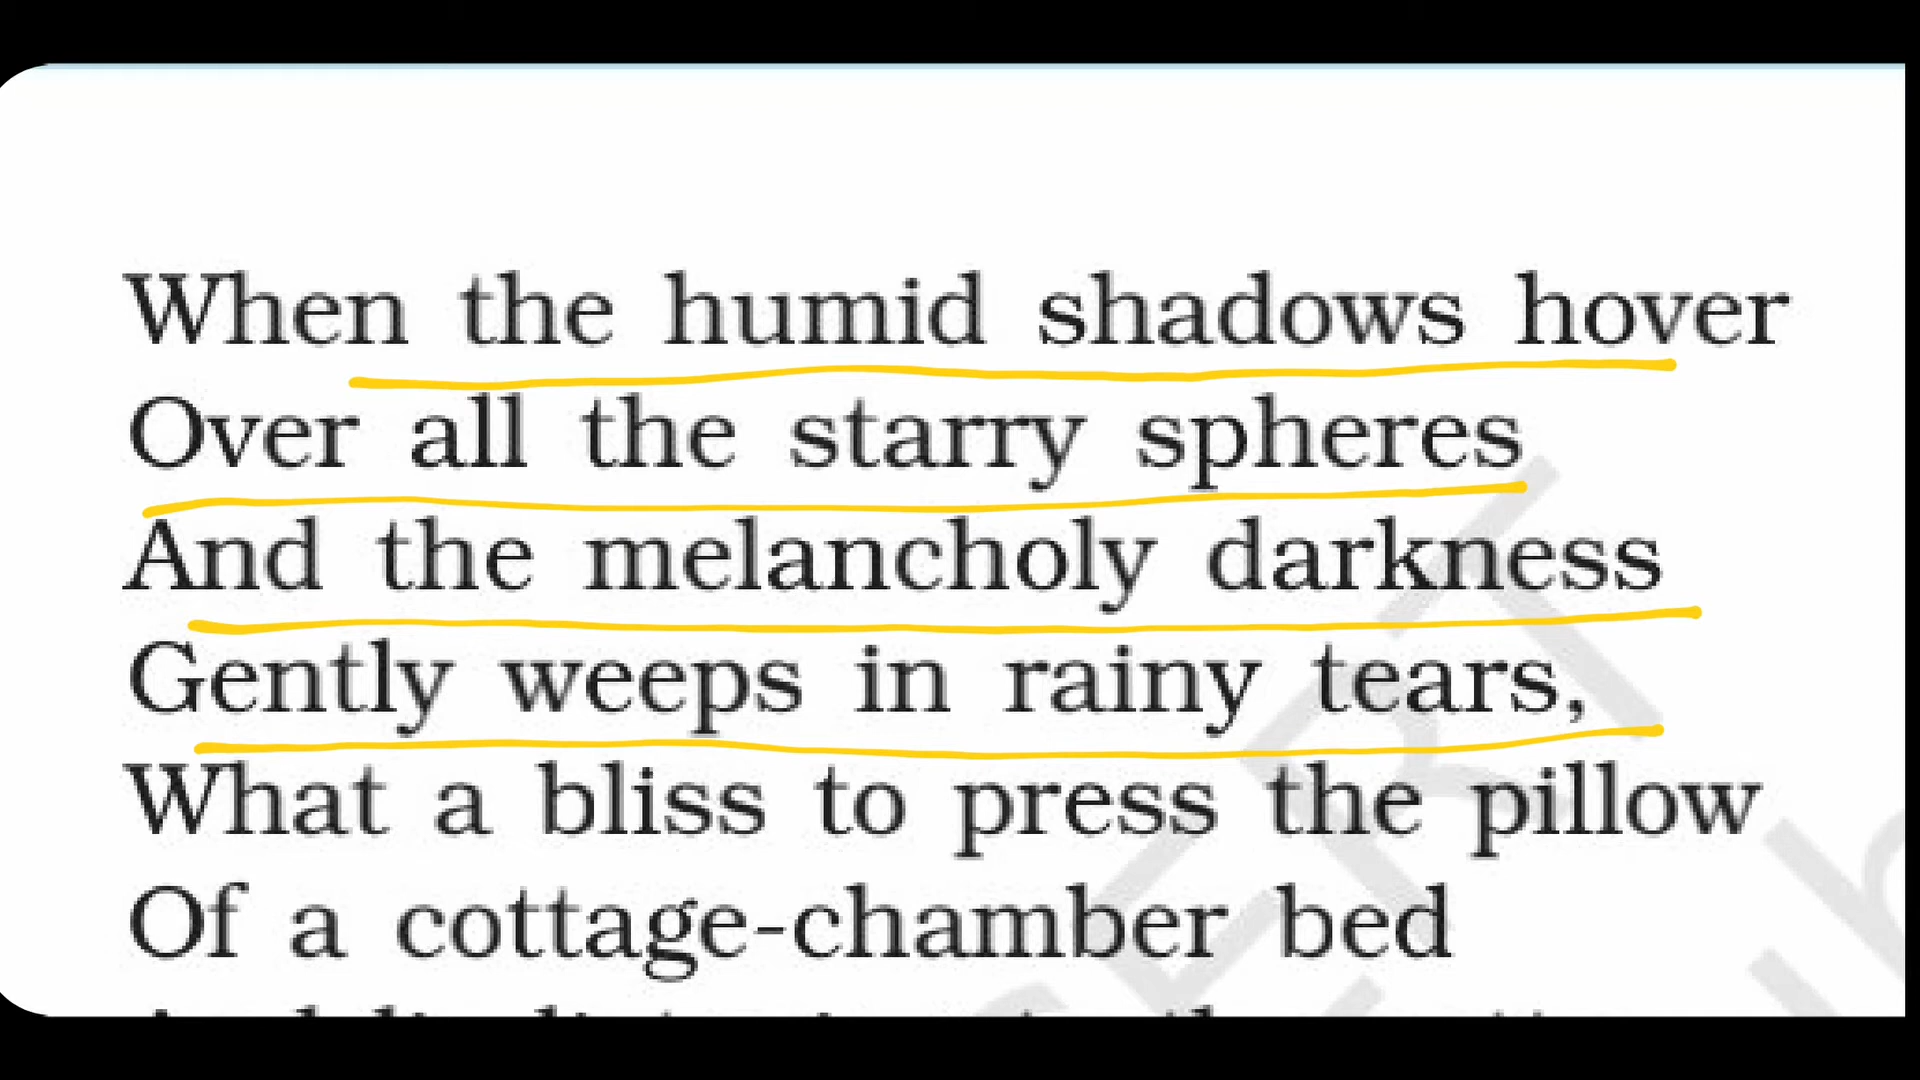 When the humid shadows hover
Over all the starry spheres
And the melancholy darkness
Gently weeps in rainy tears,
What a bliss to press the pillow
Of a cottage-chamber bed